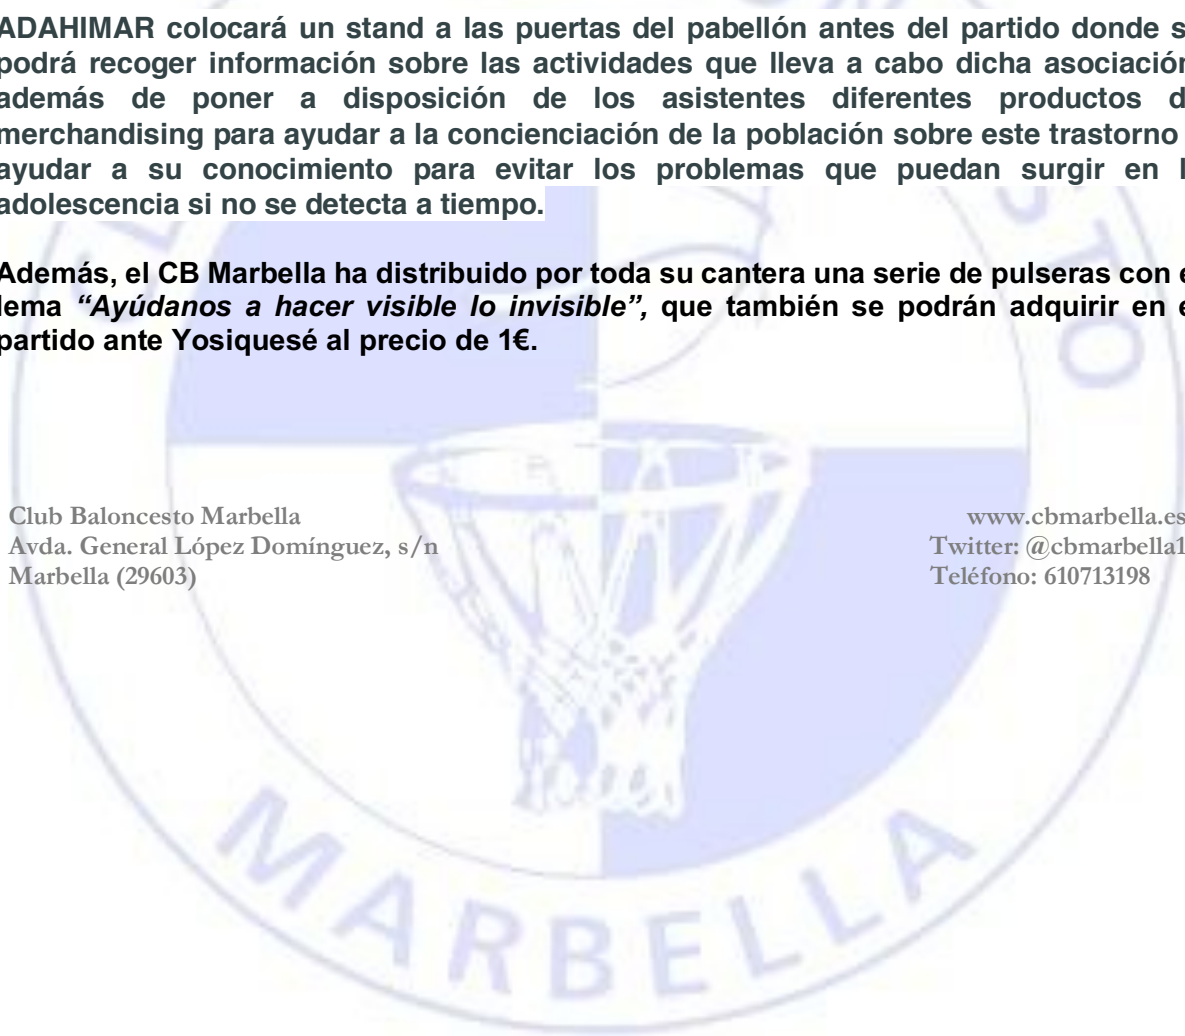 ADAHIMAR colocará un stand a las puertas del pabellón antes del partido donde s
podrá recoger información sobre las actividades que lleva a cabo dicha asociación
además de poner a disposición de los asistentes diferentes productos d
merchandising para ayudar a la concienciación de la población sobre este trastorno
ayudar a su conocimiento para evitar los problemas que puedan surgir en l
adolescencia si no se detecta a tiempo.
Además, el CB Marbella ha distribuido por toda su cantera una serie de pulseras con e
lema “Ayúdanos a hacer visible lo invisible”, que también se podrán adquirir en e
partido ante Yosiquesé al precio de 1€.
Club Baloncesto Marbella
Avda. General López Domínguez, s/n
Marbella (29603)
www.cbmarbella.es
Twitter: @cbmarbella1
Teléfono: 610713198
MARBELLA